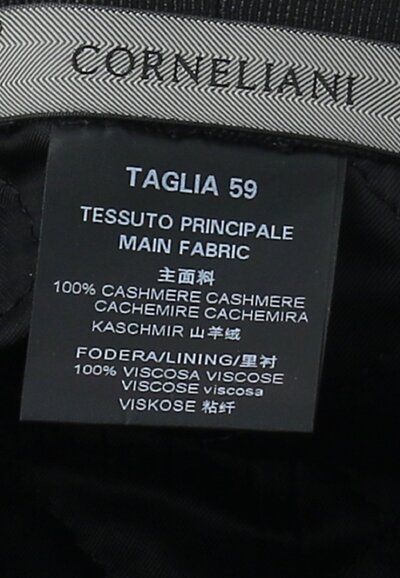 CORNELIANI
TAGLIA 59
TESSUTO PRINCIPALE
MAIN FABRIC
主面料
100% CASHMERE CASHMERE
CACHEMIRE CACHEMIRA
KASCHMIR 山羊绒
FODERA/LINING/里衬
100% VISCOSA VISCOSE
VISCOSE viscosa
VISKOSE 粘纤